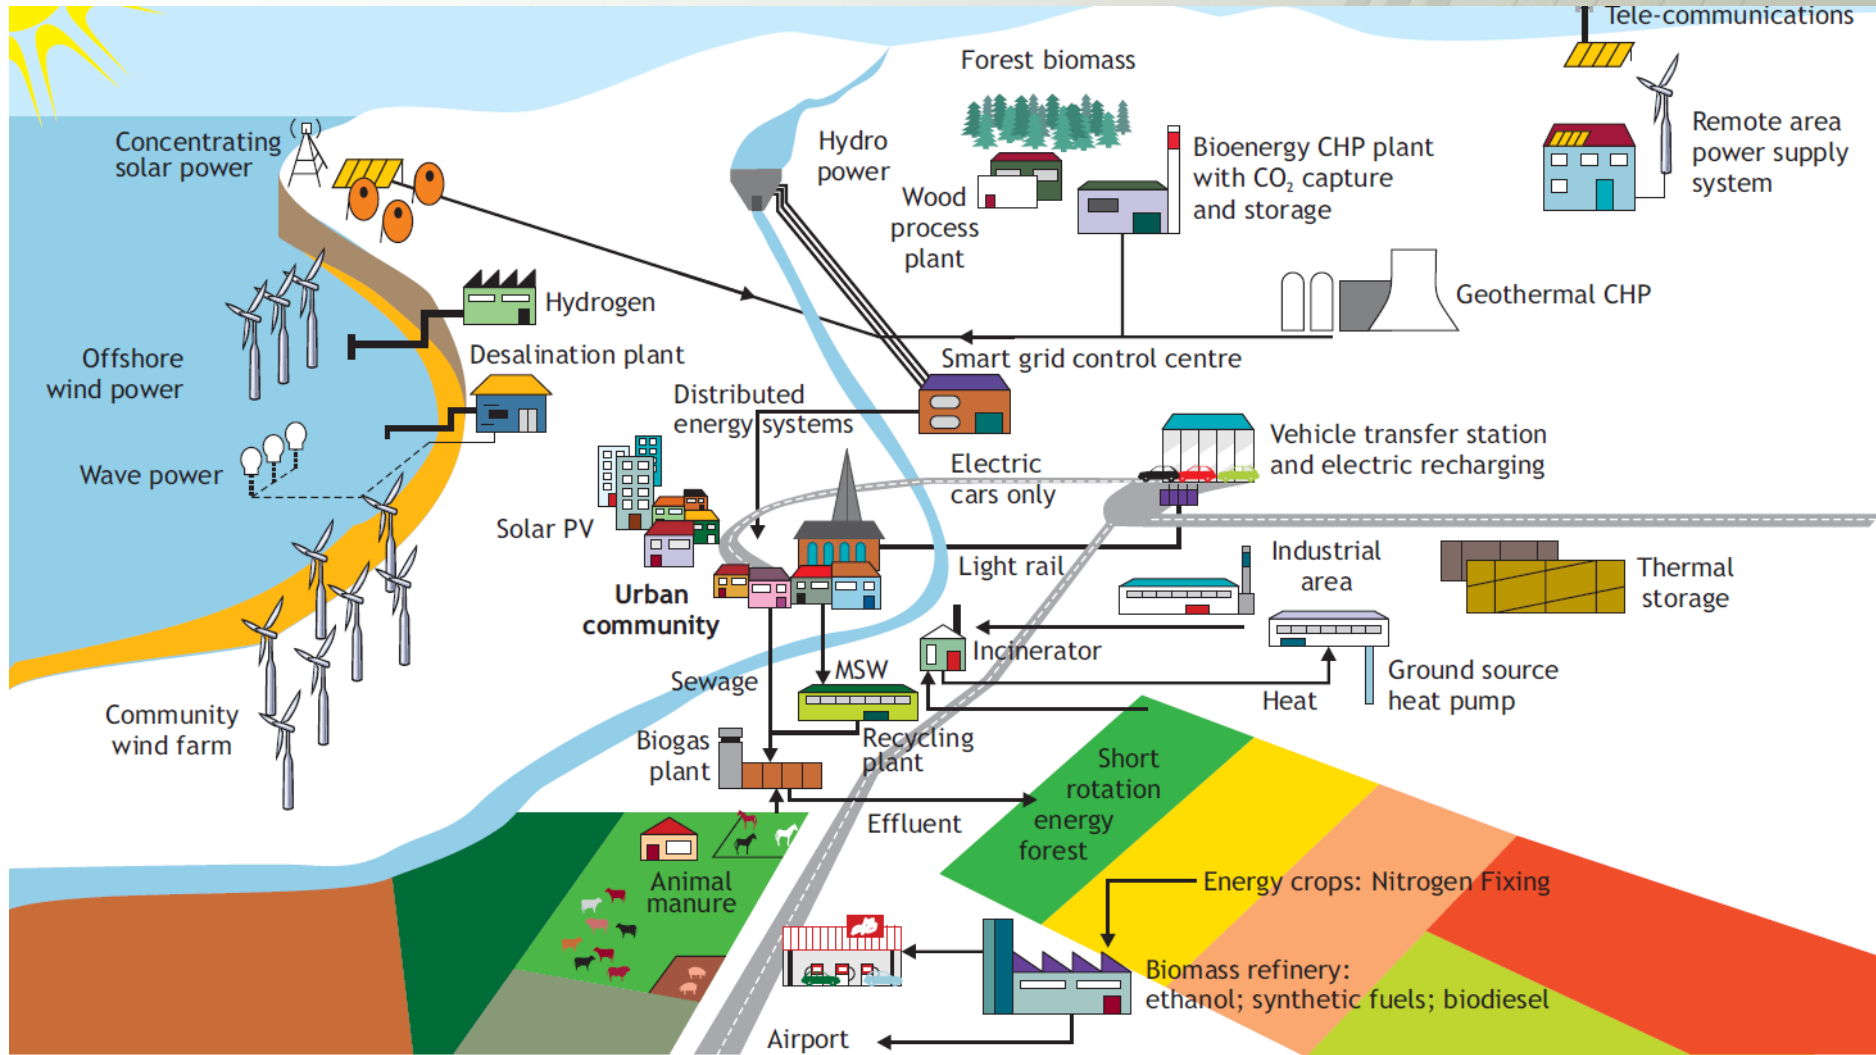 Tele-communications
Forest biomass
Concentrating
solar power
Hydro
power
Bioenergy CHP plant
with CO₂ capture
and storage
Remote area
power supply
system
Wood
process
plant
Hydrogen
Geothermal CHP
Offshore
wind power
Desalination plant
Smart grid control centre
Distributed
energy systems
Wave power
Electric
cars only
Vehicle transfer station
and electric recharging
Solar PV
Light rail
Industrial
area
Thermal
storage
Urban
community
Incinerator
Sewage
MSW
Heat
Ground source
heat pump
Community
wind farm
Biogas
plant
Recycling
plant
Short
rotation
energy
forest
Effluent
Animal
manure
Energy crops: Nitrogen Fixing
Biomass refinery:
ethanol; synthetic fuels; biodiesel
Airport